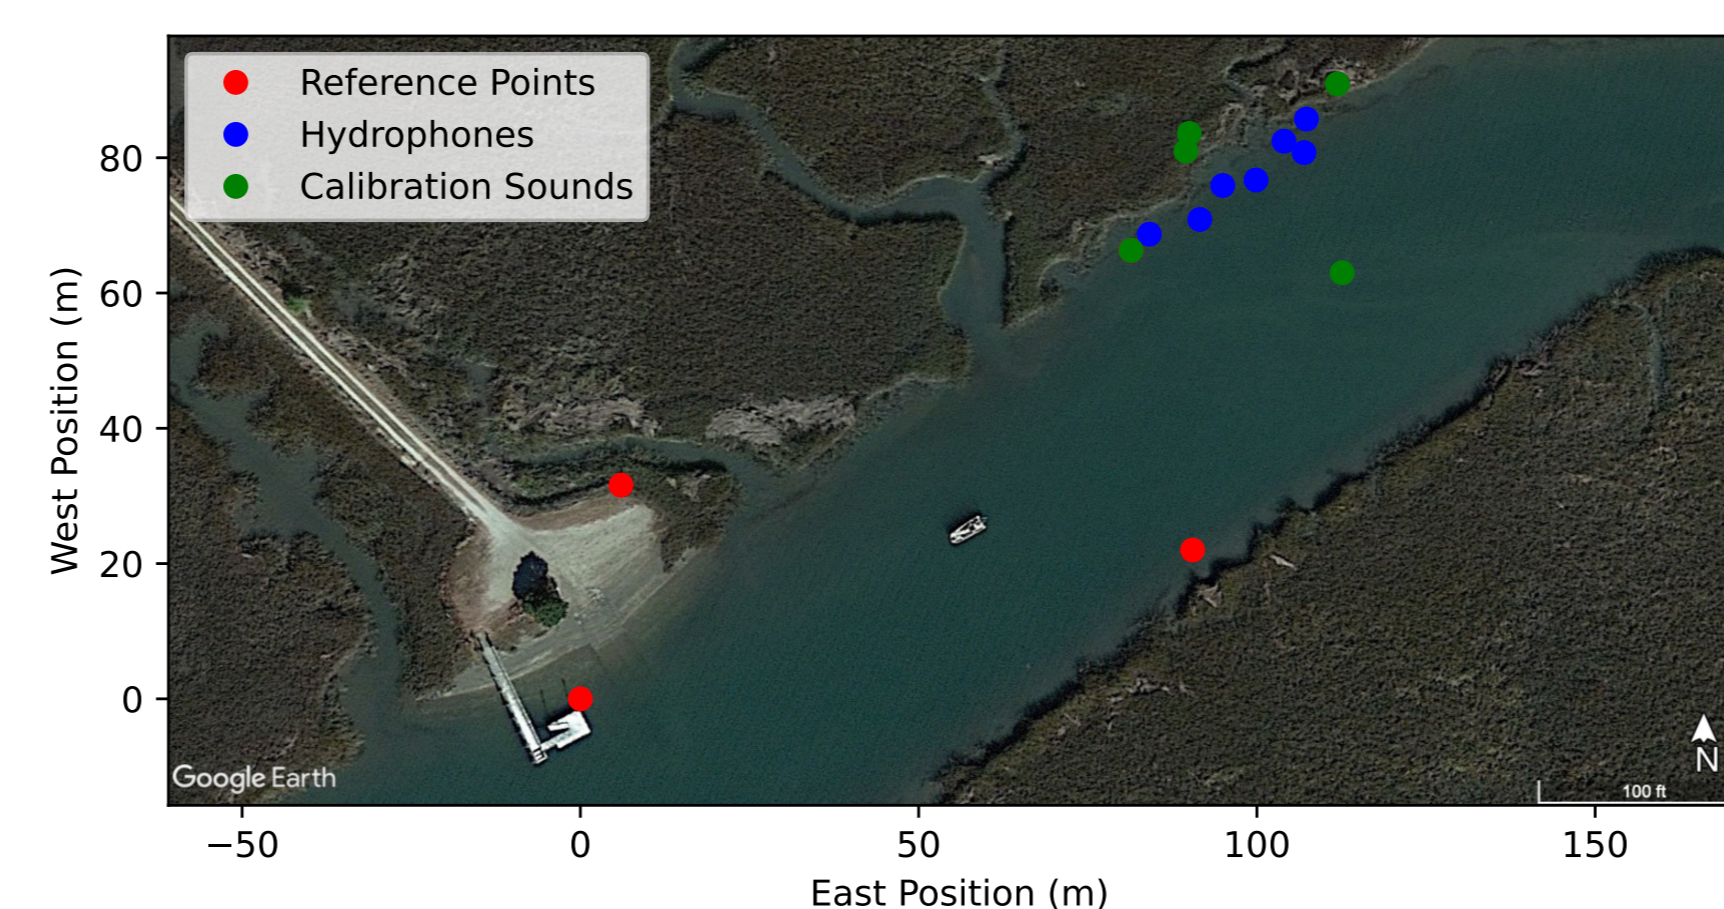 Reference Points
Hydrophones
Calibration Sounds
West Position (m)
80
60
40
20
0
Google Earth
N
100 ft
−50
0
50
100
150
East Position (m)